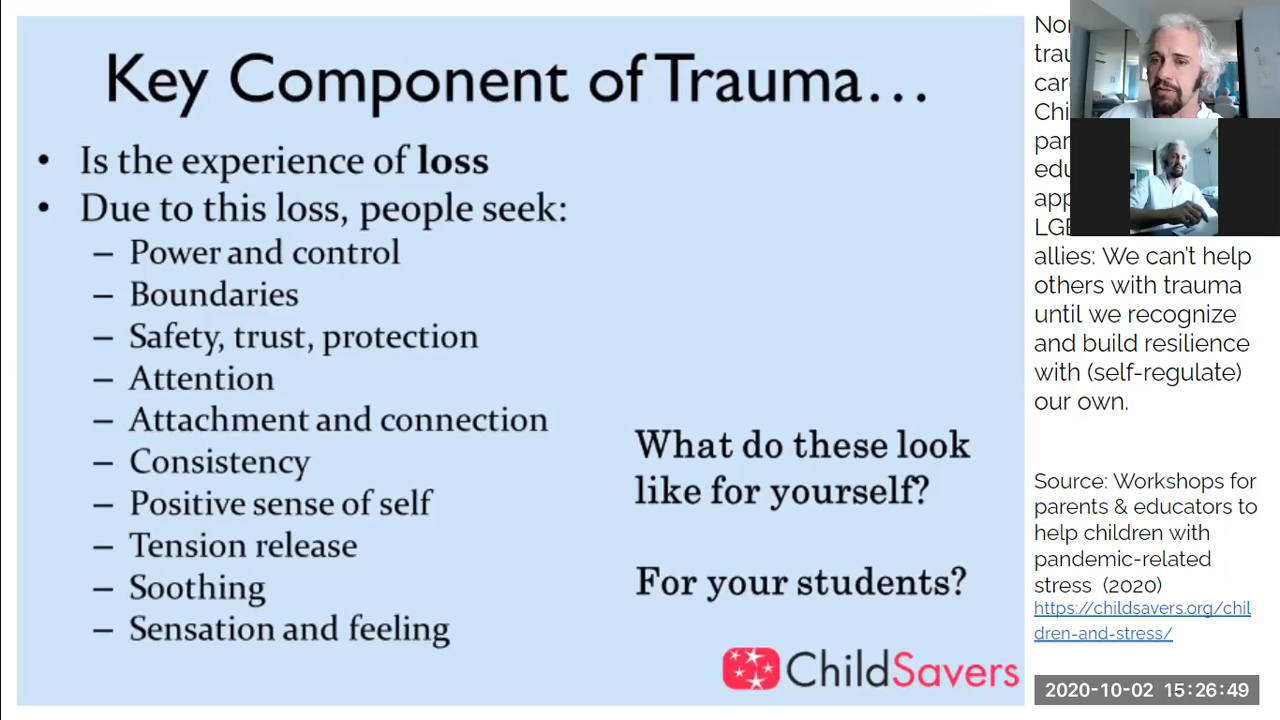 Key Component of Trauma…
• Is the experience of loss
• Due to this loss, people seek:
– Power and control
– Boundaries
– Safety, trust, protection
– Attention
– Attachment and connection
– Consistency
– Positive sense of self
– Tension release
– Soothing
– Sensation and feeling
What do these look
like for yourself?
For your students?
ChildSavers
allies: We can't help
others with trauma
until we recognize
and build resilience
with (self-regulate)
our own.
Source: Workshops for
parents & educators to
help children with
pandemic-related
stress (2020)
https://childsavers.org/chil
dren-and-stress/
2020-10-02 15:26:49